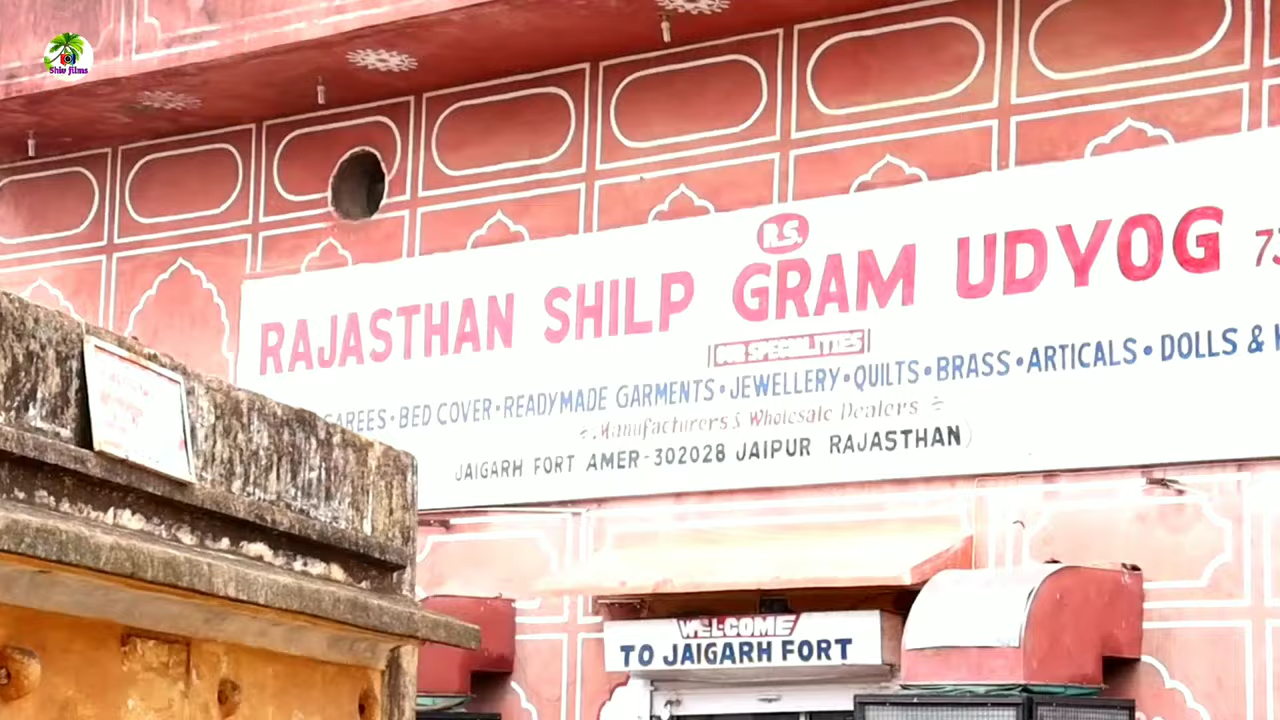 Shiv films
R.S.
RAJASTHAN SHILP GRAM UDYOG
OUR SPECIALITIES
SAREES • BED COVER • READYMADE GARMENTS • JEWELLERY • QUILTS • BRASS • ARTICALS • DOLLS &
Manufacturers & Wholesale Dealers
JAIGARH FORT AMER-302028 JAIPUR RAJASTHAN
WELCOME
TO JAIGARH FORT